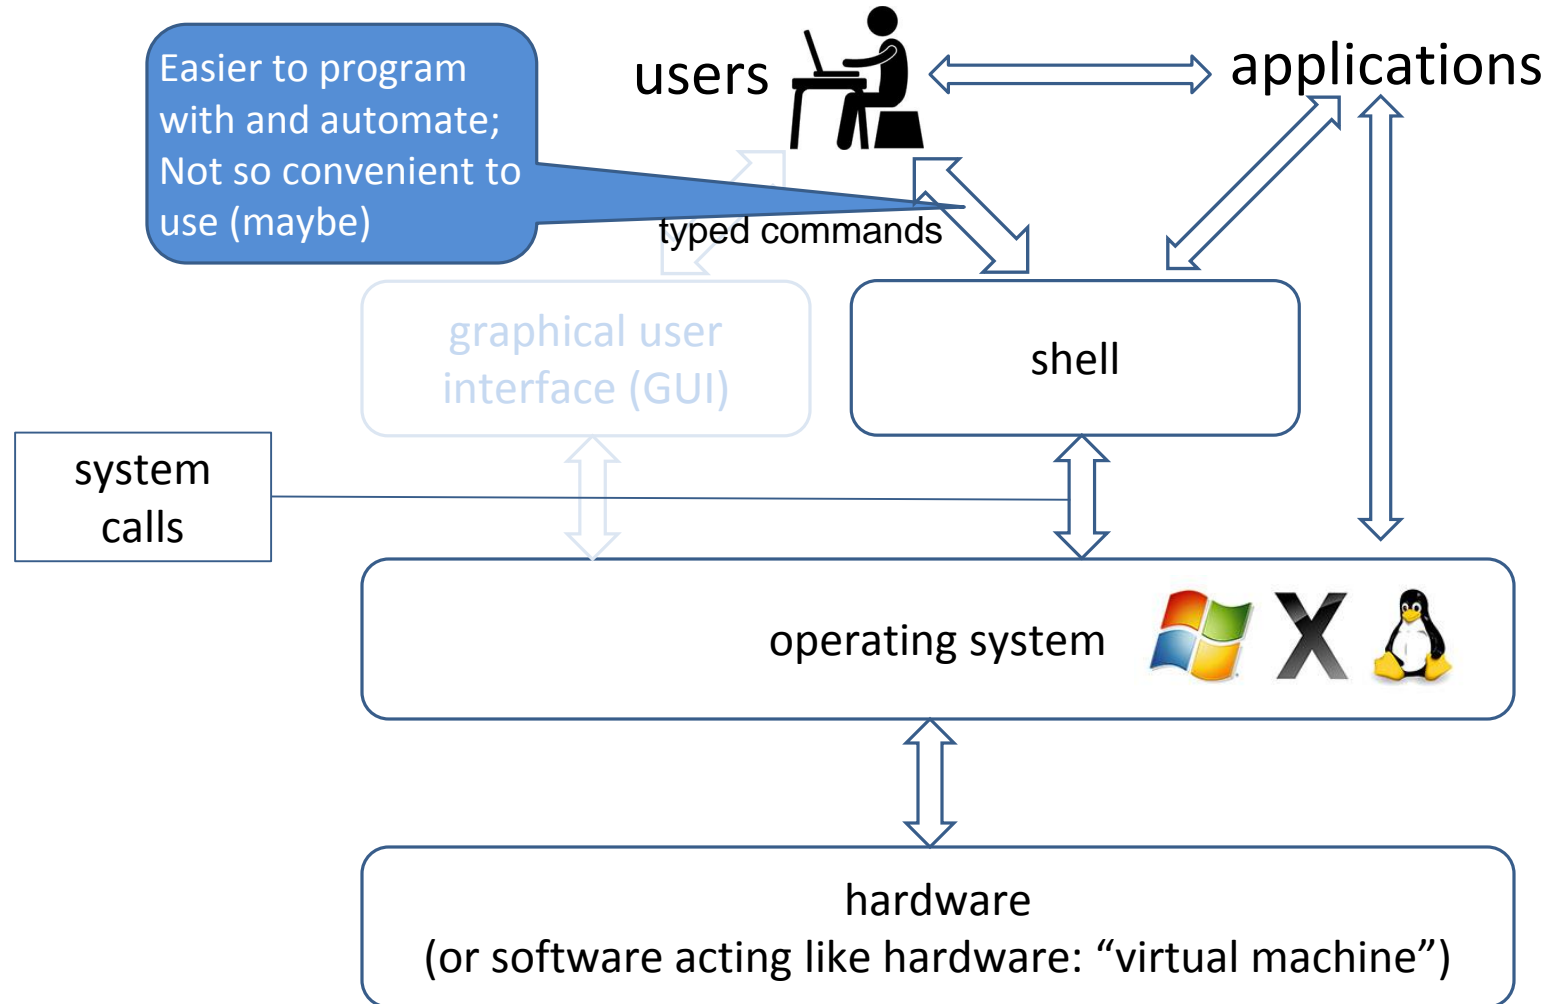 Easier to program
with and automate;
Not so convenient to
use (maybe)
users
applications
typed commands
graphical user
interface (GUI)
shell
system
calls
operating system
X
hardware
(or software acting like hardware: “virtual machine”)